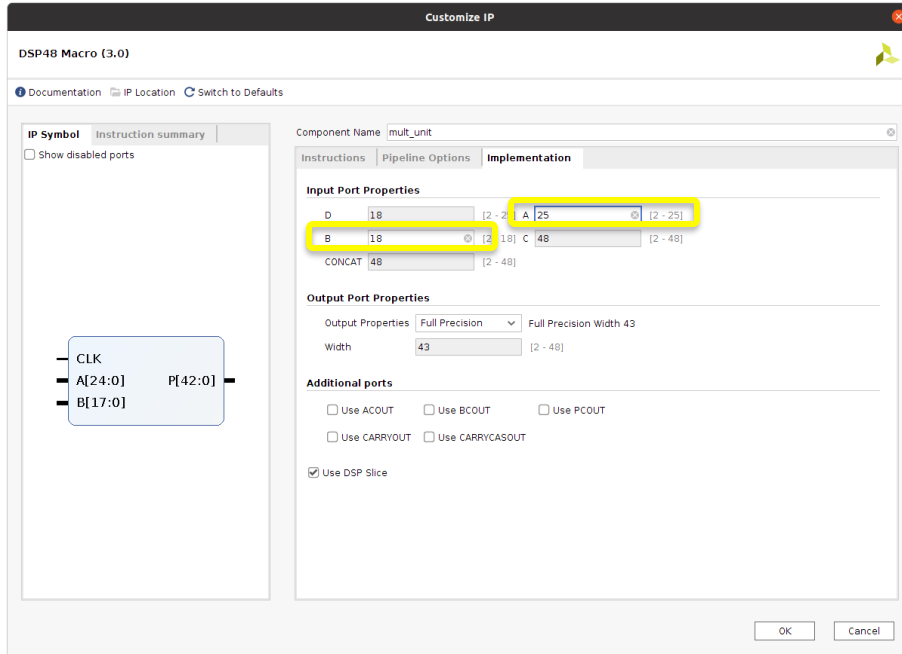 Customize IP
DSP48 Macro (3.0)
Documentation IP Location Switch to Defaults
IP Symbol Instruction summary
Show disabled ports
CLK
A[24:0] P[42:0]
B[17:0]
Component Name mult_unit
Instructions Pipeline Options Implementation
Input Port Properties
D 18 [2 - 25] A 25 [2 - 25]
B 18 [2 - 18] C 48 [2 - 48]
CONCAT 48 [2 - 48]
Output Port Properties
Output Properties Full Precision Full Precision Width 43
Width 43 [2 - 48]
Additional ports
Use ACOUT Use BCOUT Use PCOUT
Use CARRYOUT Use CARRYCASOUT
Use DSP Slice
OK Cancel